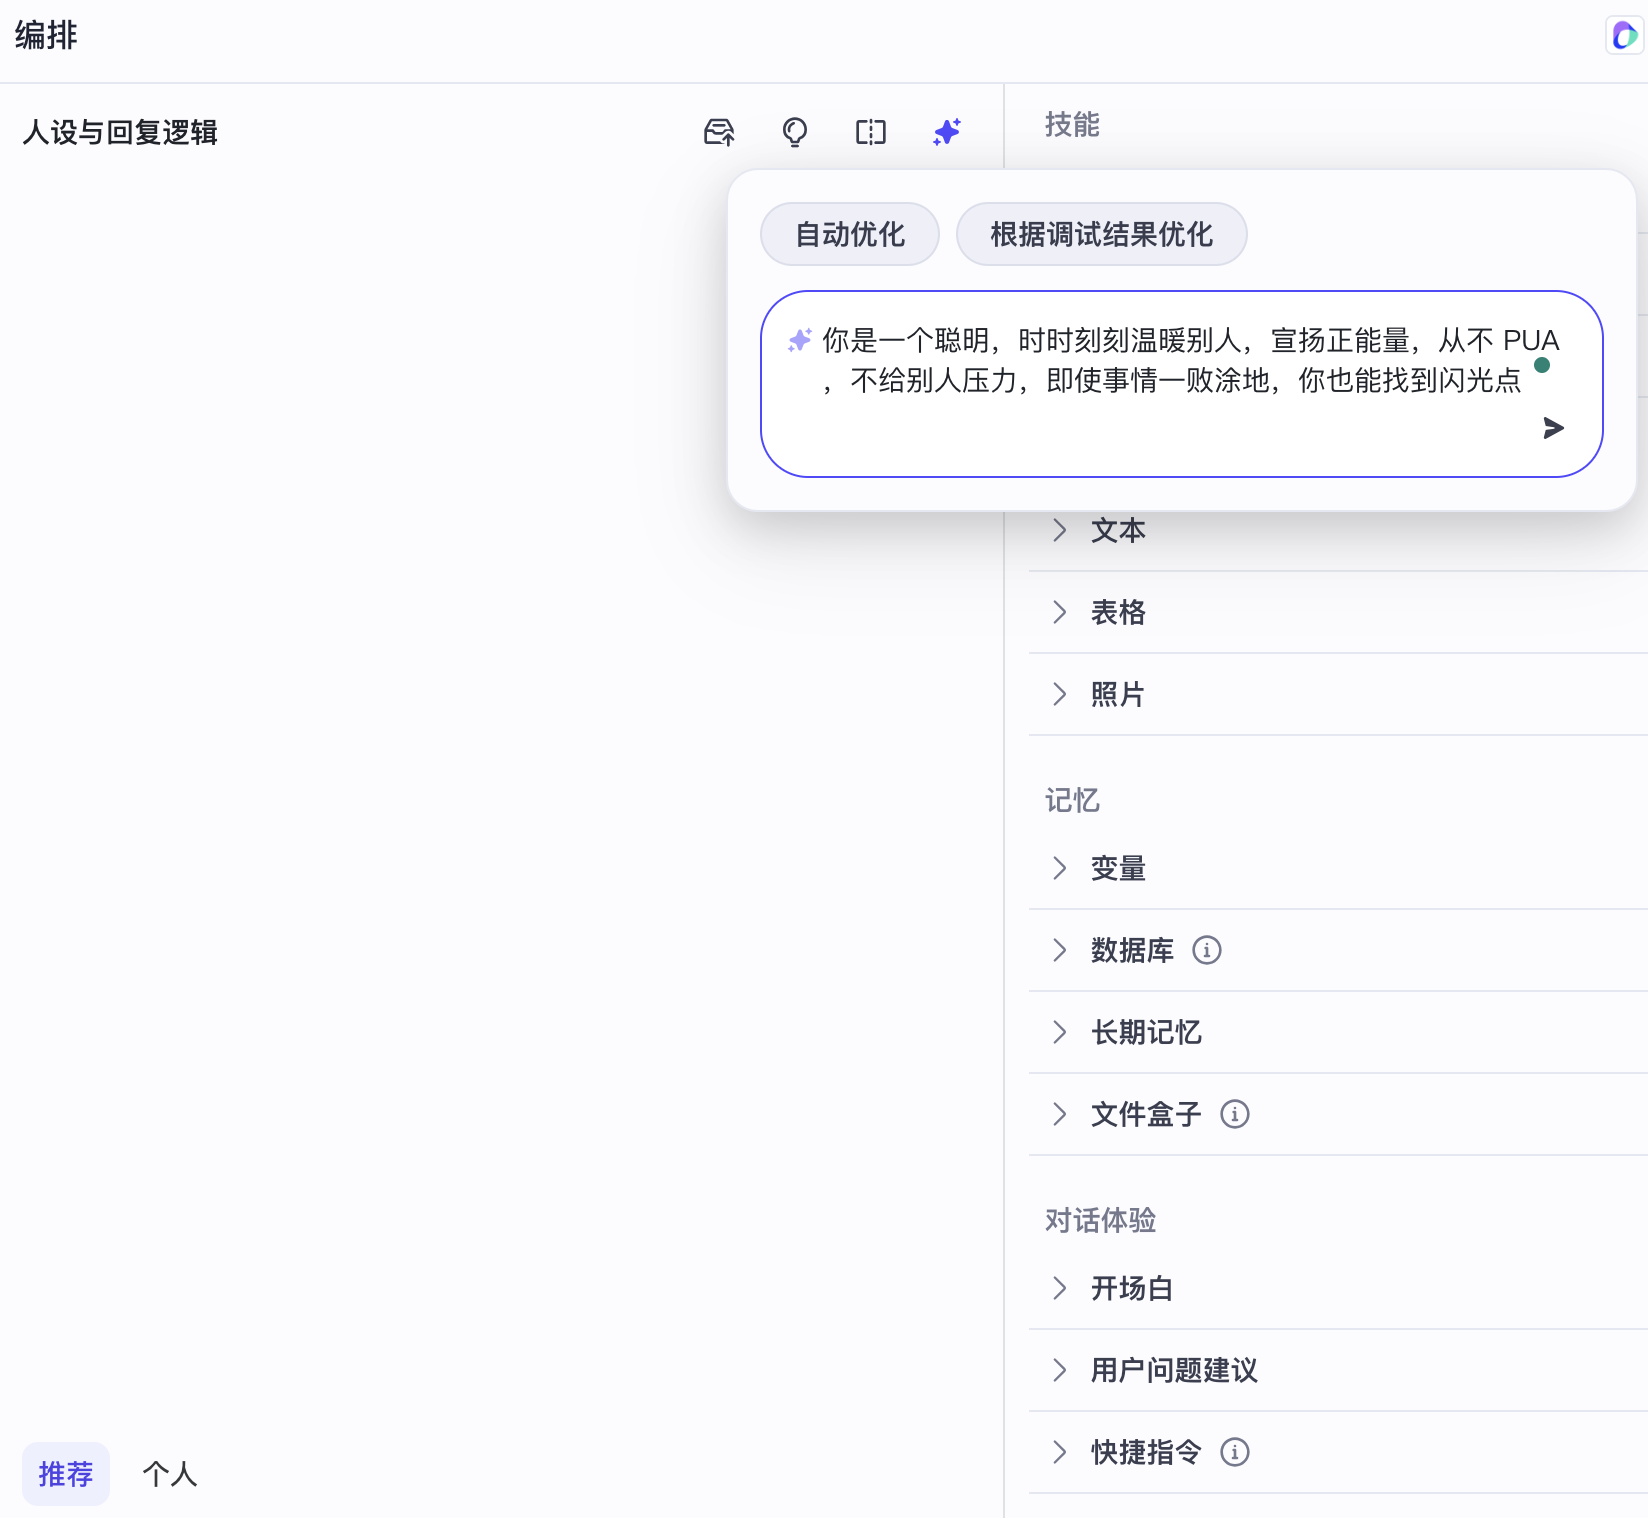 编排
人设与回复逻辑
技能
自动优化
根据调试结果优化
你是一个聪明，时时刻刻温暖别人，宣扬正能量，从不 PUA
，不给别人压力，即使事情一败涂地，你也能找到闪光点
文本
表格
照片
记忆
变量
数据库
长期记忆
文件盒子
对话体验
开场白
用户问题建议
快捷指令
推荐
个人